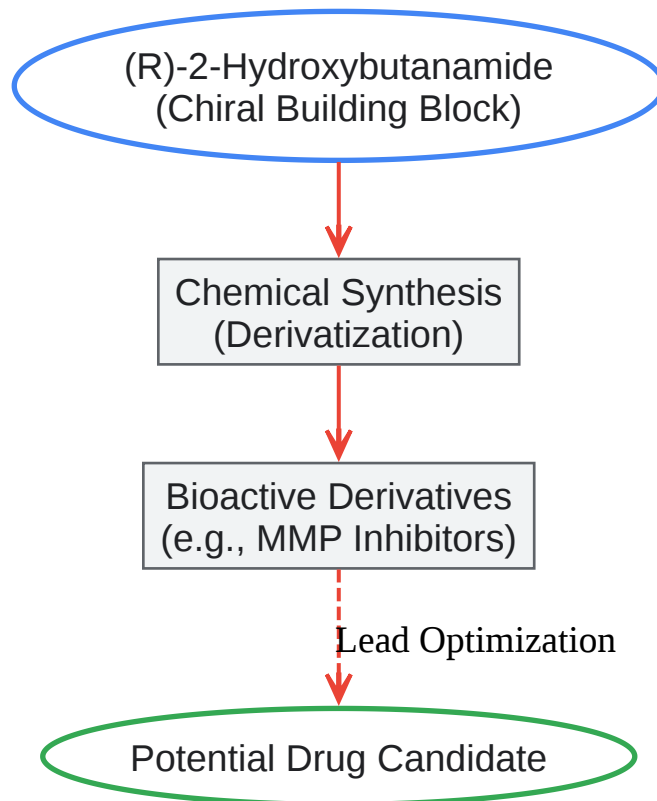 (R)-2-Hydroxybutanamide
(Chiral Building Block)
Chemical Synthesis
(Derivatization)
Bioactive Derivatives
(e.g., MMP Inhibitors)
Lead Optimization
Potential Drug Candidate